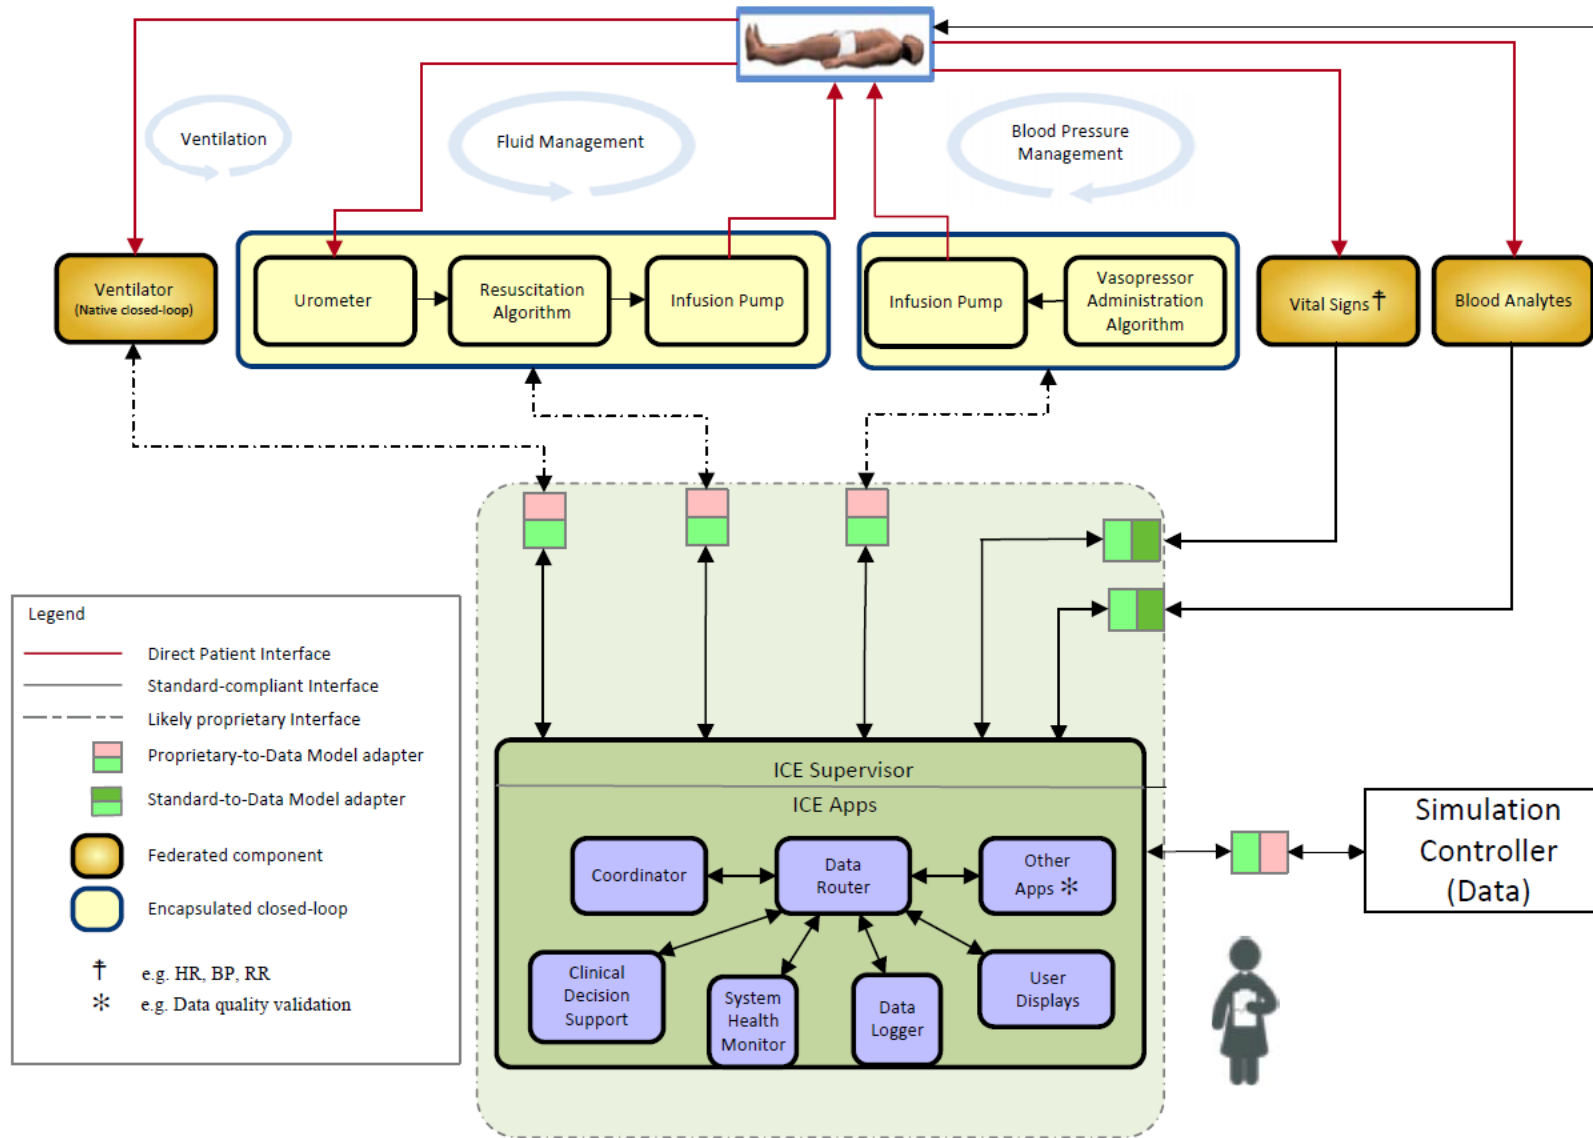 Ventilation
Fluid Management
Blood Pressure
Management
Ventilator
(Native closed-loop)
Urometer
Resuscitation
Algorithm
Infusion Pump
Infusion Pump
Vasopressor
Administration
Algorithm
Vital Signs †
Blood Analytes
Legend
Direct Patient Interface
Standard-compliant Interface
Likely proprietary Interface
Proprietary-to-Data Model adapter
Standard-to-Data Model adapter
Federated component
Encapsulated closed-loop
† e.g. HR, BP, RR
* e.g. Data quality validation
ICE Supervisor
ICE Apps
Coordinator
Data
Router
Other
Apps *
Clinical
Decision
Support
System
Health
Monitor
Data
Logger
User
Displays
Simulation
Controller
(Data)